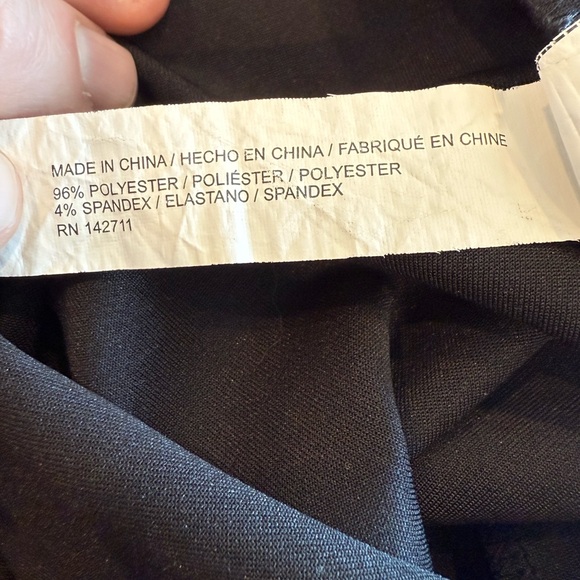 MADE IN CHINA / HECHO EN CHINA / FABRIQUÉ EN CHINE
96% POLYESTER / POLIÉSTER / POLYESTER
4% SPANDEX / ELASTANO / SPANDEX
RN 142711